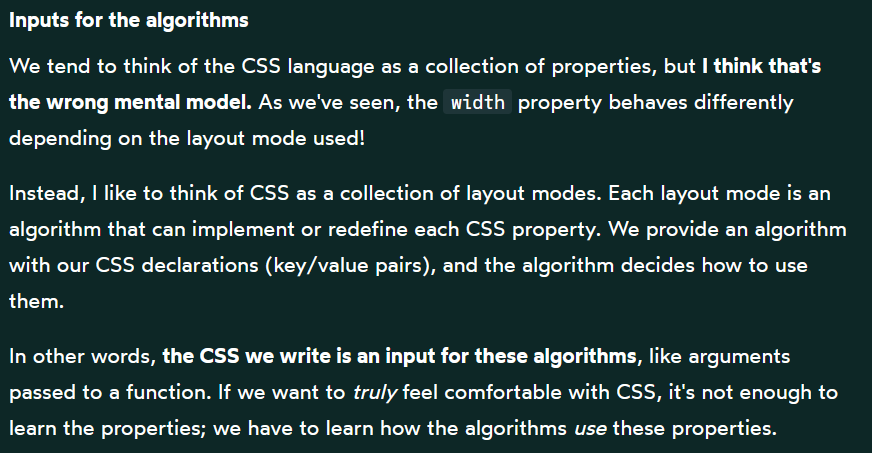 Inputs for the algorithms
We tend to think of the CSS language as a collection of properties, but I think that's
the wrong mental model. As we've seen, the width property behaves differently
depending on the layout mode used!
Instead, I like to think of CSS as a collection of layout modes. Each layout mode is an
algorithm that can implement or redefine each CSS property. We provide an algorithm
with our CSS declarations (key/value pairs), and the algorithm decides how to use
them.
In other words, the CSS we write is an input for these algorithms, like arguments
passed to a function. If we want to truly feel comfortable with CSS, it's not enough to
learn the properties; we have to learn how the algorithms use these properties.